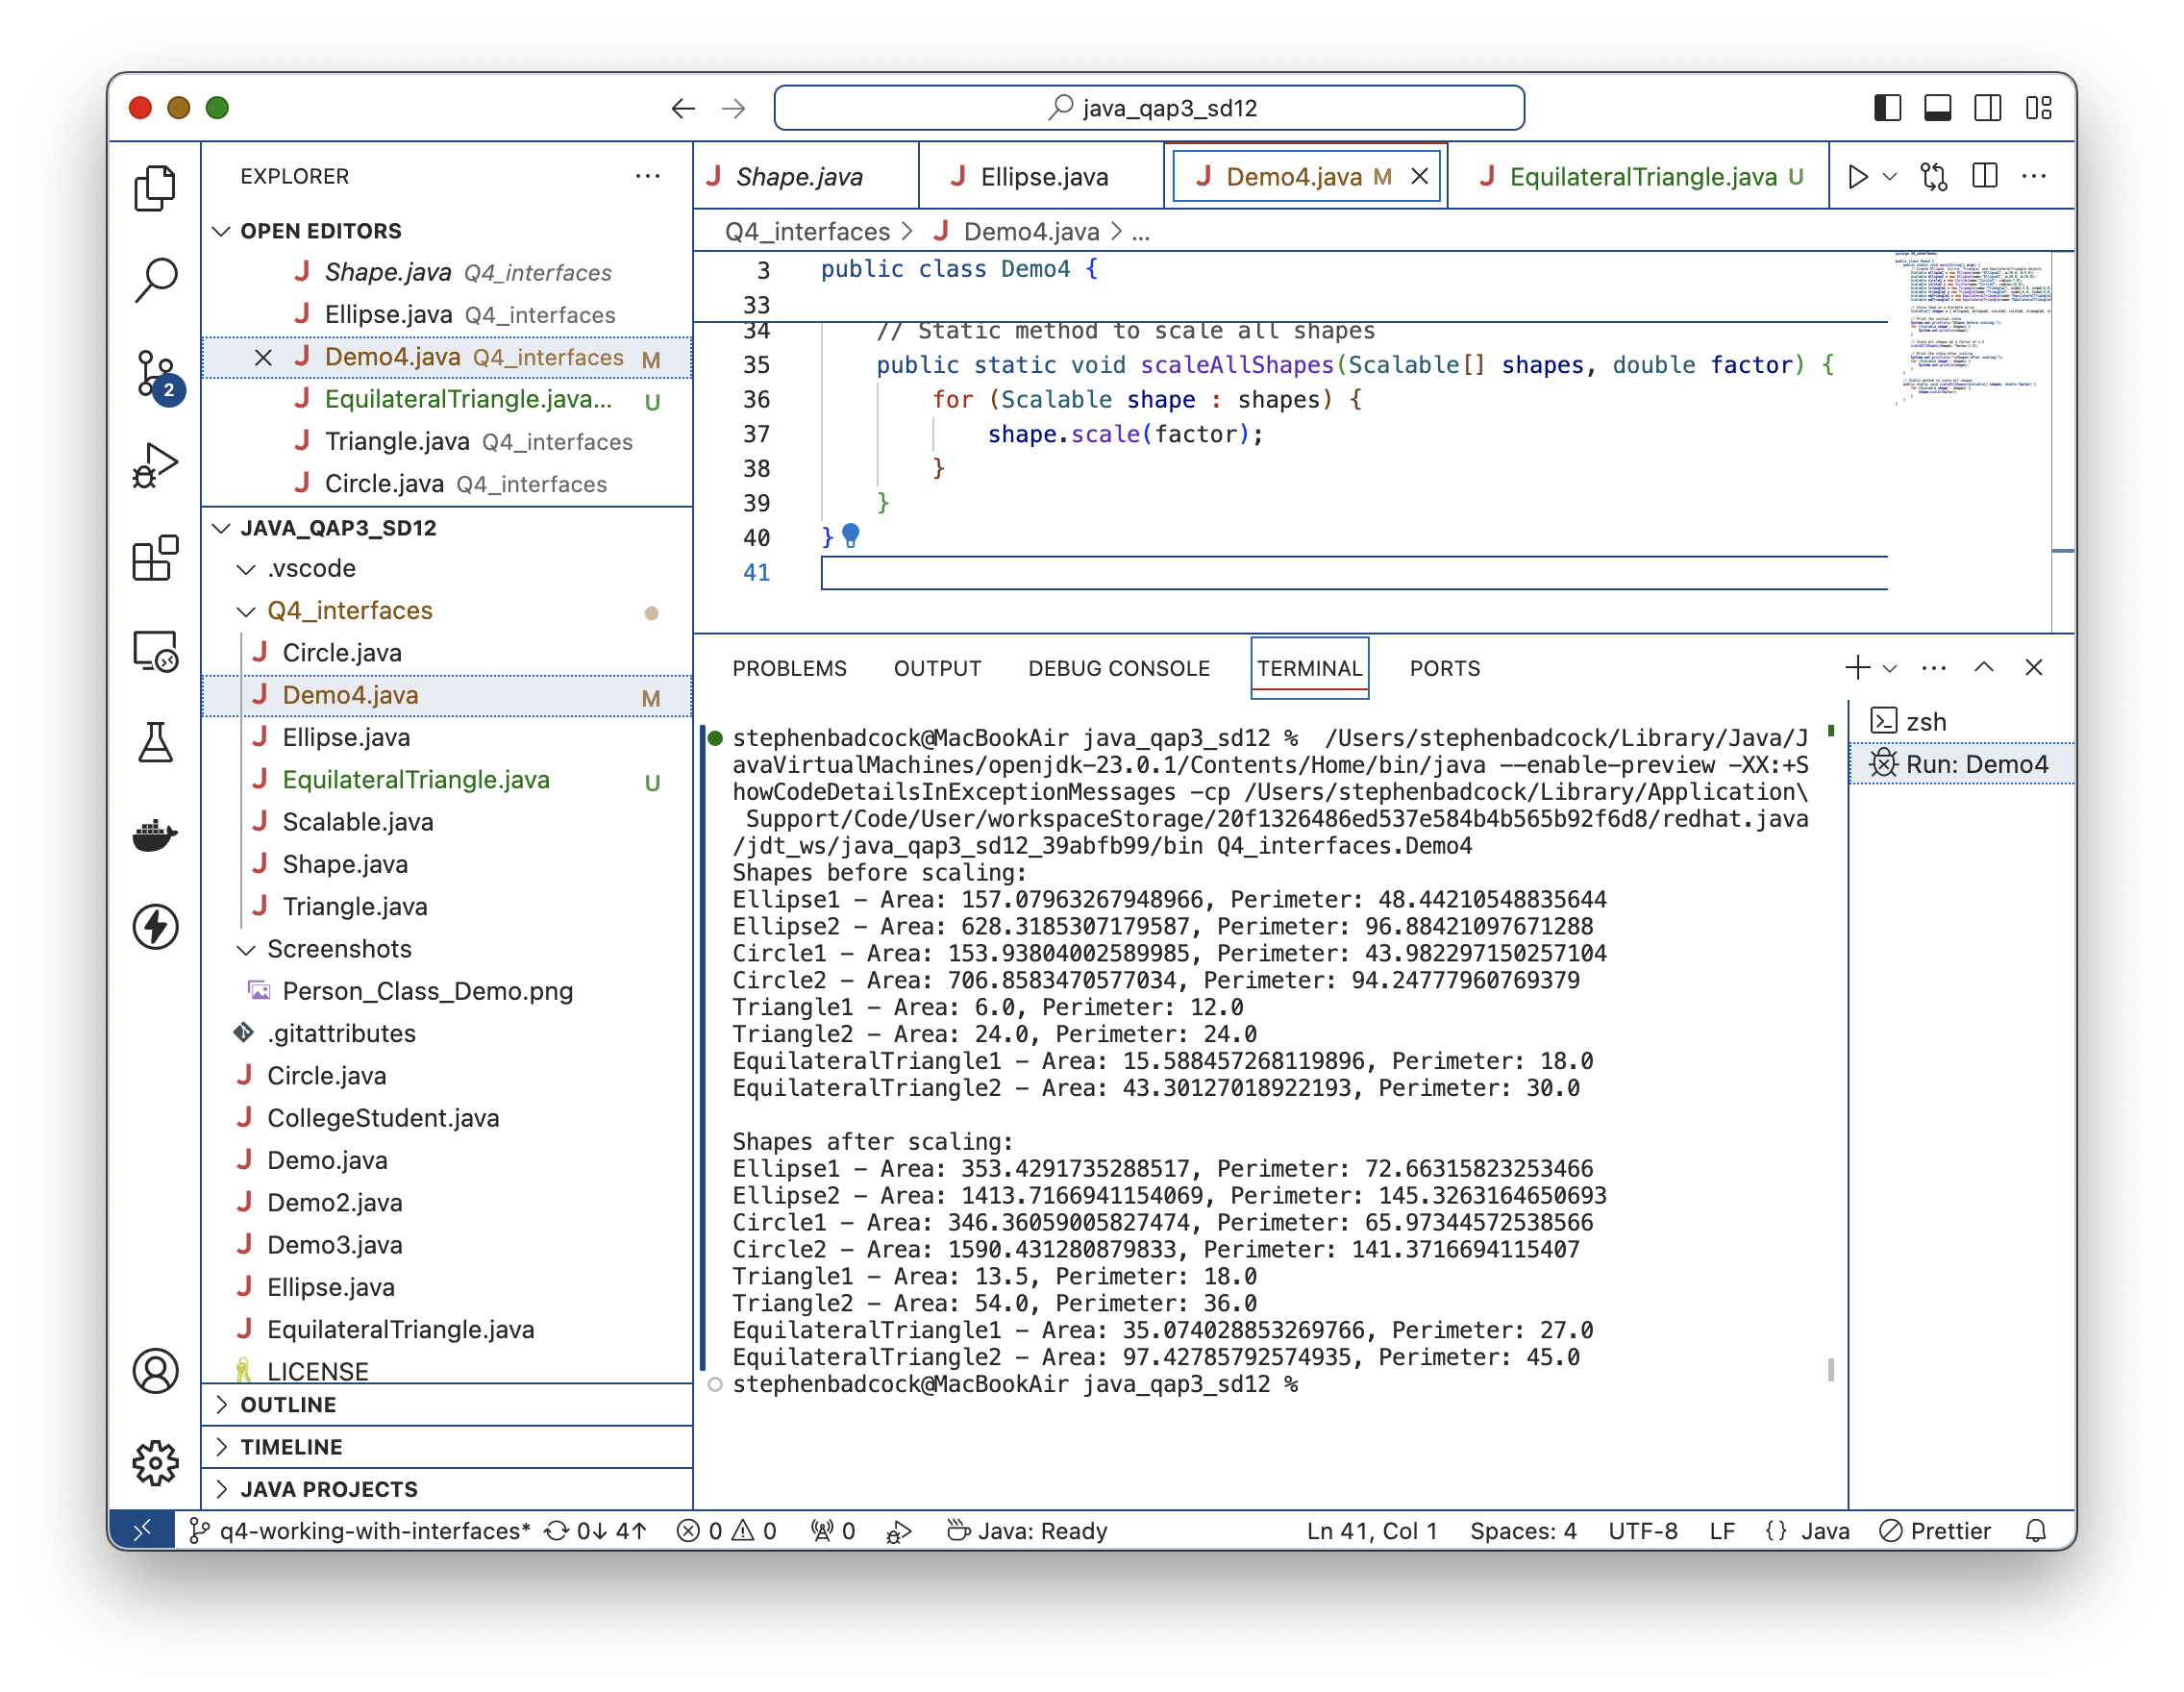 java_qap3_sd12
EXPLORER
OPEN EDITORS
Shape.java Q4_interfaces
Ellipse.java Q4_interfaces
Demo4.java Q4_interfaces M
EquilateralTriangle.java... U
Triangle.java Q4_interfaces
Circle.java Q4_interfaces
JAVA_QAP3_SD12
.vscode
Q4_interfaces
Circle.java
Demo4.java M
Ellipse.java
EquilateralTriangle.java U
Scalable.java
Shape.java
Triangle.java
Screenshots
Person_Class_Demo.png
.gitattributes
Circle.java
CollegeStudent.java
Demo.java
Demo2.java
Demo3.java
Ellipse.java
EquilateralTriangle.java
LICENSE
OUTLINE
TIMELINE
JAVA PROJECTS
2
Shape.java
Ellipse.java
Demo4.java M
EquilateralTriangle.java U
Q4_interfaces > Demo4.java > ...
3 public class Demo4 {
33
34 // Static method to scale all shapes
35 public static void scaleAllShapes(Scalable[] shapes, double factor) {
36 for (Scalable shape : shapes) {
37 shape.scale(factor);
38 }
39 }
40 }
41
PROBLEMS OUTPUT DEBUG CONSOLE TERMINAL PORTS
stephenbadcock@MacBookAir java_qap3_sd12 % /Users/stephenbadcock/Library/Java/J
avaVirtualMachines/openjdk-23.0.1/Contents/Home/bin/java --enable-preview -XX:+S
howCodeDetailsInExceptionMessages -cp /Users/stephenbadcock/Library/Application\
Support/Code/User/workspaceStorage/20f1326486ed537e584b4b565b92f6d8/redhat.java
/jdt_ws/java_qap3_sd12_39abfb99/bin Q4_interfaces.Demo4
Shapes before scaling:
Ellipse1 - Area: 157.07963267948966, Perimeter: 48.44210548835644
Ellipse2 - Area: 628.3185307179587, Perimeter: 96.88421097671288
Circle1 - Area: 153.93804002589985, Perimeter: 43.982297150257104
Circle2 - Area: 706.8583470577034, Perimeter: 94.24777960769379
Triangle1 - Area: 6.0, Perimeter: 12.0
Triangle2 - Area: 24.0, Perimeter: 24.0
EquilateralTriangle1 - Area: 15.588457268119896, Perimeter: 18.0
EquilateralTriangle2 - Area: 43.30127018922193, Perimeter: 30.0
Shapes after scaling:
Ellipse1 - Area: 353.4291735288517, Perimeter: 72.66315823253466
Ellipse2 - Area: 1413.7166941154069, Perimeter: 145.3263164650693
Circle1 - Area: 346.36059005827474, Perimeter: 65.97344572538566
Circle2 - Area: 1590.431280879833, Perimeter: 141.3716694115407
Triangle1 - Area: 13.5, Perimeter: 18.0
Triangle2 - Area: 54.0, Perimeter: 36.0
EquilateralTriangle1 - Area: 35.074028853269766, Perimeter: 27.0
EquilateralTriangle2 - Area: 97.42785792574935, Perimeter: 45.0
stephenbadcock@MacBookAir java_qap3_sd12 %
zsh
Run: Demo4
q4-working-with-interfaces* 0↓ 4↑ 0 0 0 Java: Ready Ln 41, Col 1 Spaces: 4 UTF-8 LF {} Java Prettier